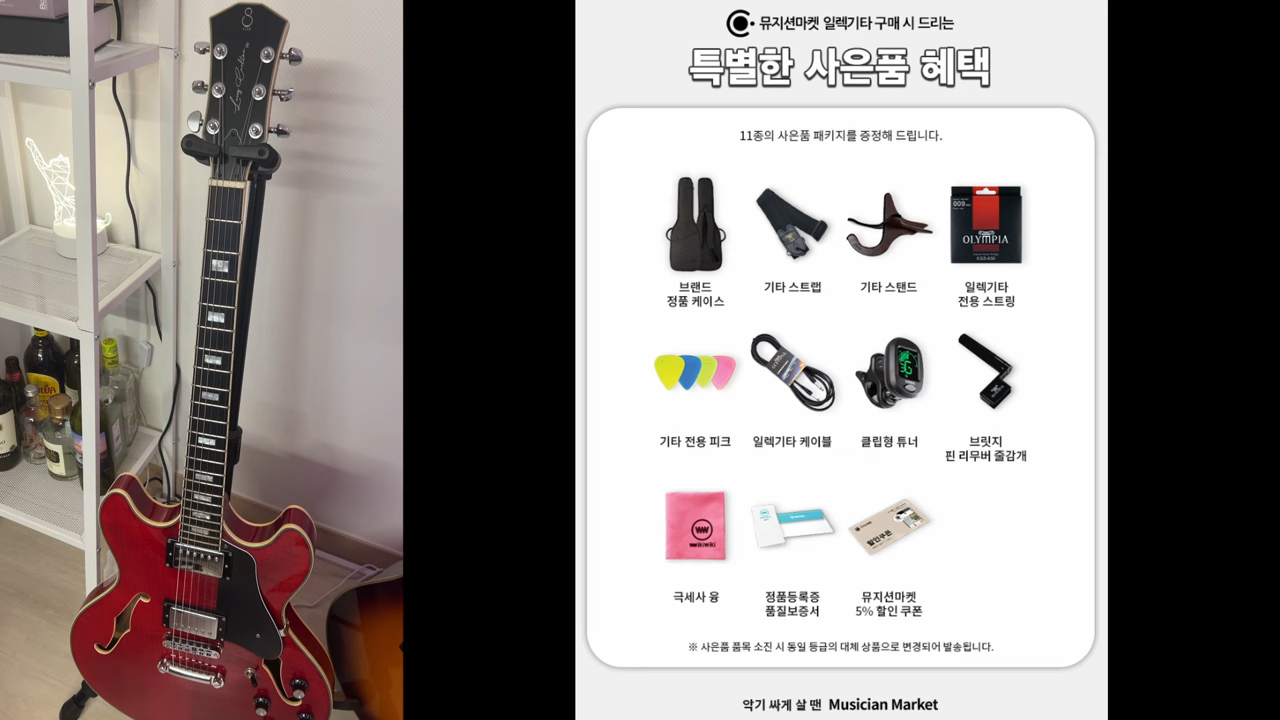 뮤지션마켓 일렉기타 구매 시 드리는
특별한 사은품 혜택
11종의 사은품 패키지를 증정해 드립니다.
009
OLYMPIA
브랜드
정품 케이스
기타 스트랩
기타 스탠드
일렉기타
전용 스트링
기타 전용 피크
일렉기타 케이블
클립형 튜너
브릿지
핀 리무버 줄감개
할인쿠폰
극세사 융
정품등록증
품질보증서
뮤지션마켓
5% 할인 쿠폰
※ 사은품 품목 소진 시 동일 등급의 대체 상품으로 변경되어 발송됩니다.
악기 싸게 살 땐 Musician Market